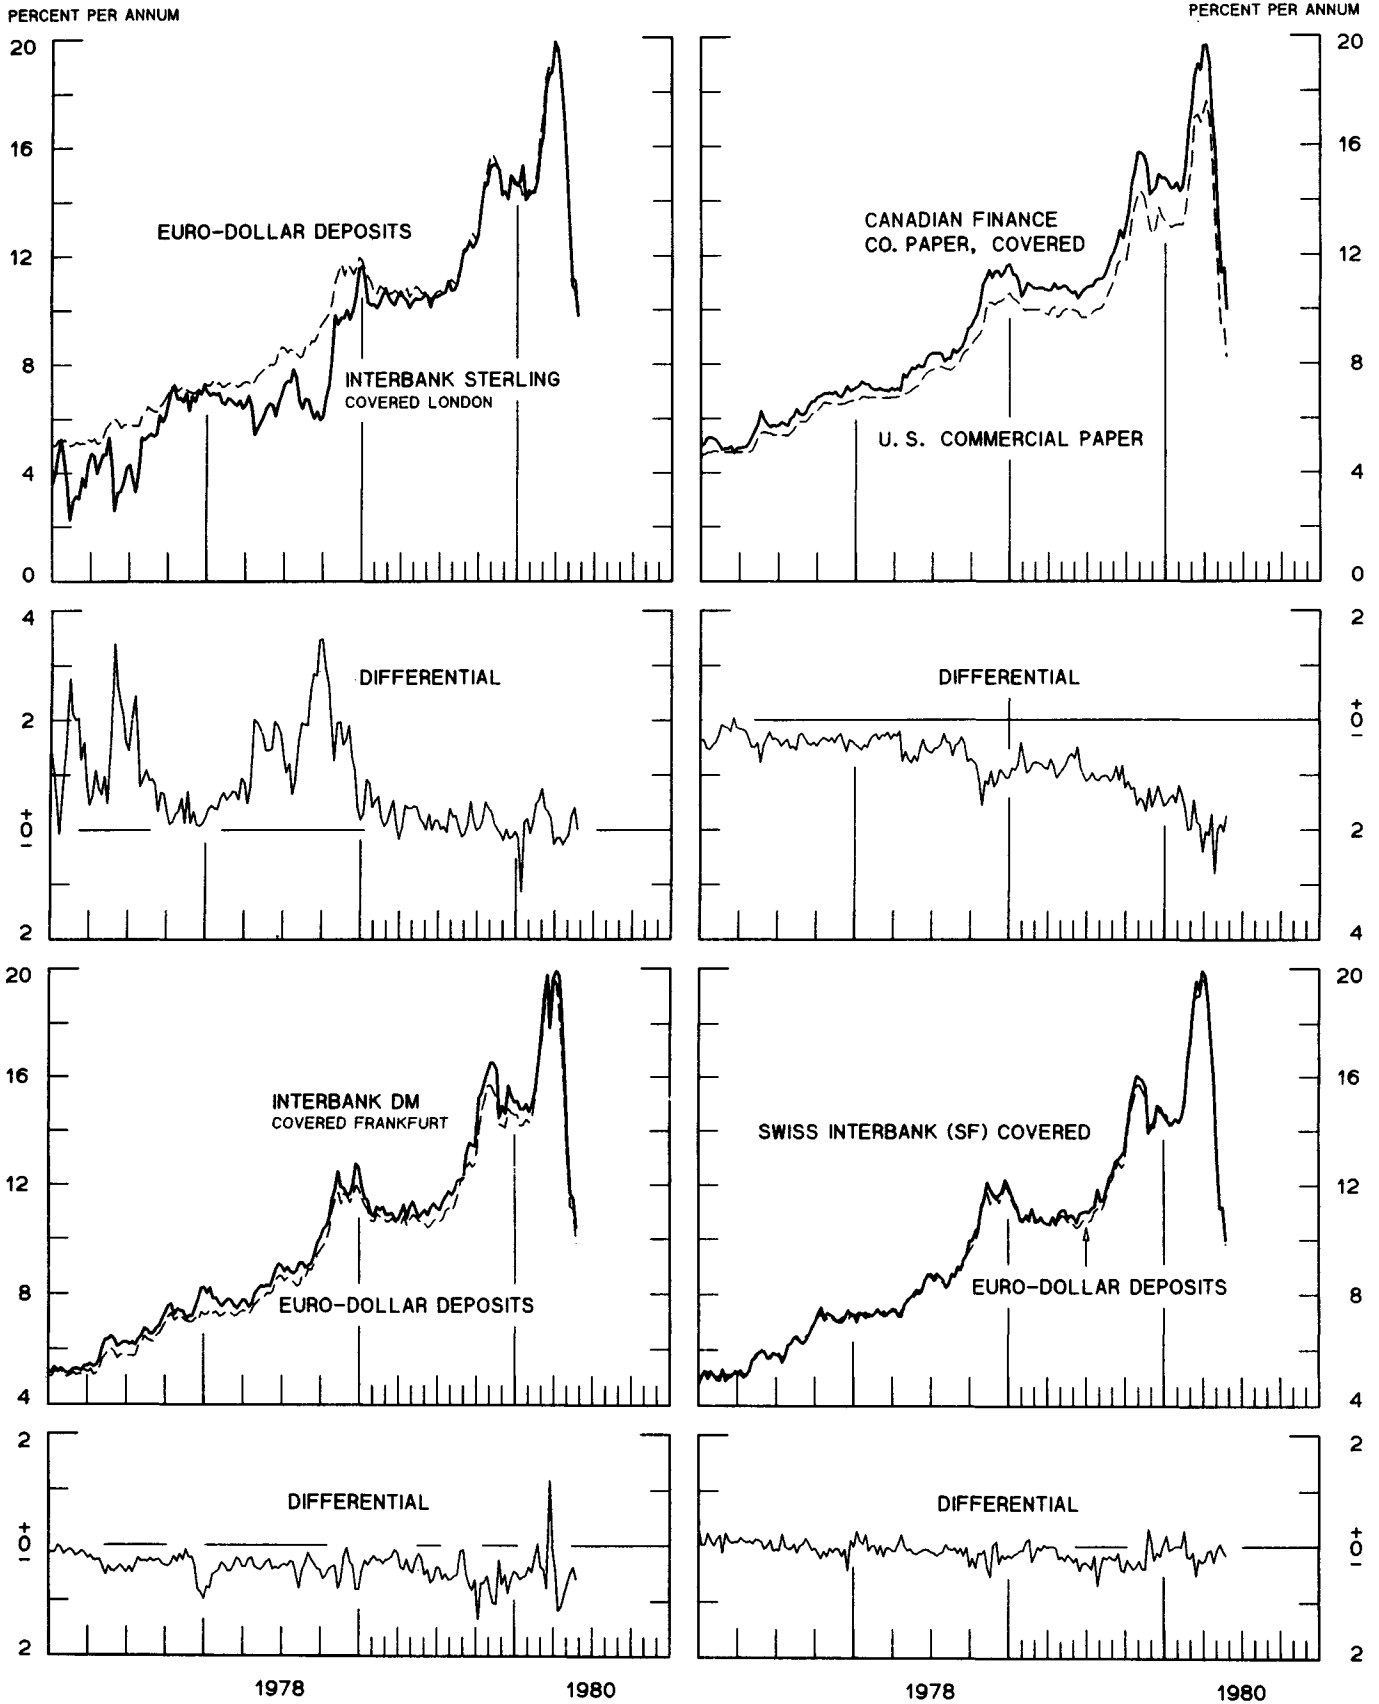 PERCENT PER ANNUM
PERCENT PER ANNUM
20
16
12
8
4
0
EURO-DOLLAR DEPOSITS
INTERBANK STERLING
COVERED LONDON
20
16
12
8
4
0
CANADIAN FINANCE
CO. PAPER, COVERED
U. S. COMMERCIAL PAPER
4
2
+
0
−
2
DIFFERENTIAL
2
+
0
−
2
4
DIFFERENTIAL
20
16
12
8
4
INTERBANK DM
COVERED FRANKFURT
EURO-DOLLAR DEPOSITS
20
16
12
8
4
SWISS INTERBANK (SF) COVERED
EURO-DOLLAR DEPOSITS
2
+
0
−
2
DIFFERENTIAL
2
+
0
−
2
DIFFERENTIAL
1978
1980
1978
1980